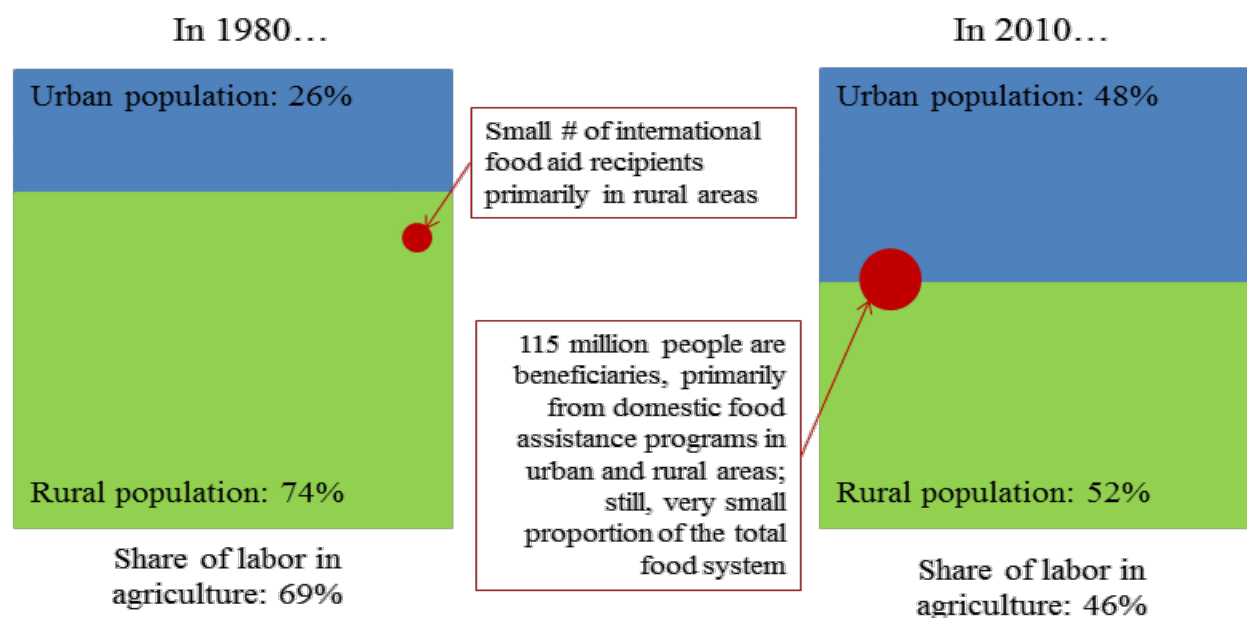 In 1980…
Urban population: 26%
Rural population: 74%
Share of labor in
agriculture: 69%
Small # of international
food aid recipients
primarily in rural areas
115 million people are
beneficiaries, primarily
from domestic food
assistance programs in
urban and rural areas;
still, very small
proportion of the total
food system
In 2010…
Urban population: 48%
Rural population: 52%
Share of labor in
agriculture: 46%